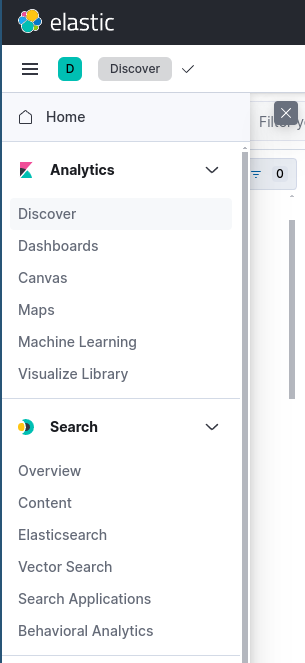 elastic
D
Discover
Home
Filter y
0
Analytics
Discover
Dashboards
Canvas
Maps
Machine Learning
Visualize Library
Search
Overview
Content
Elasticsearch
Vector Search
Search Applications
Behavioral Analytics